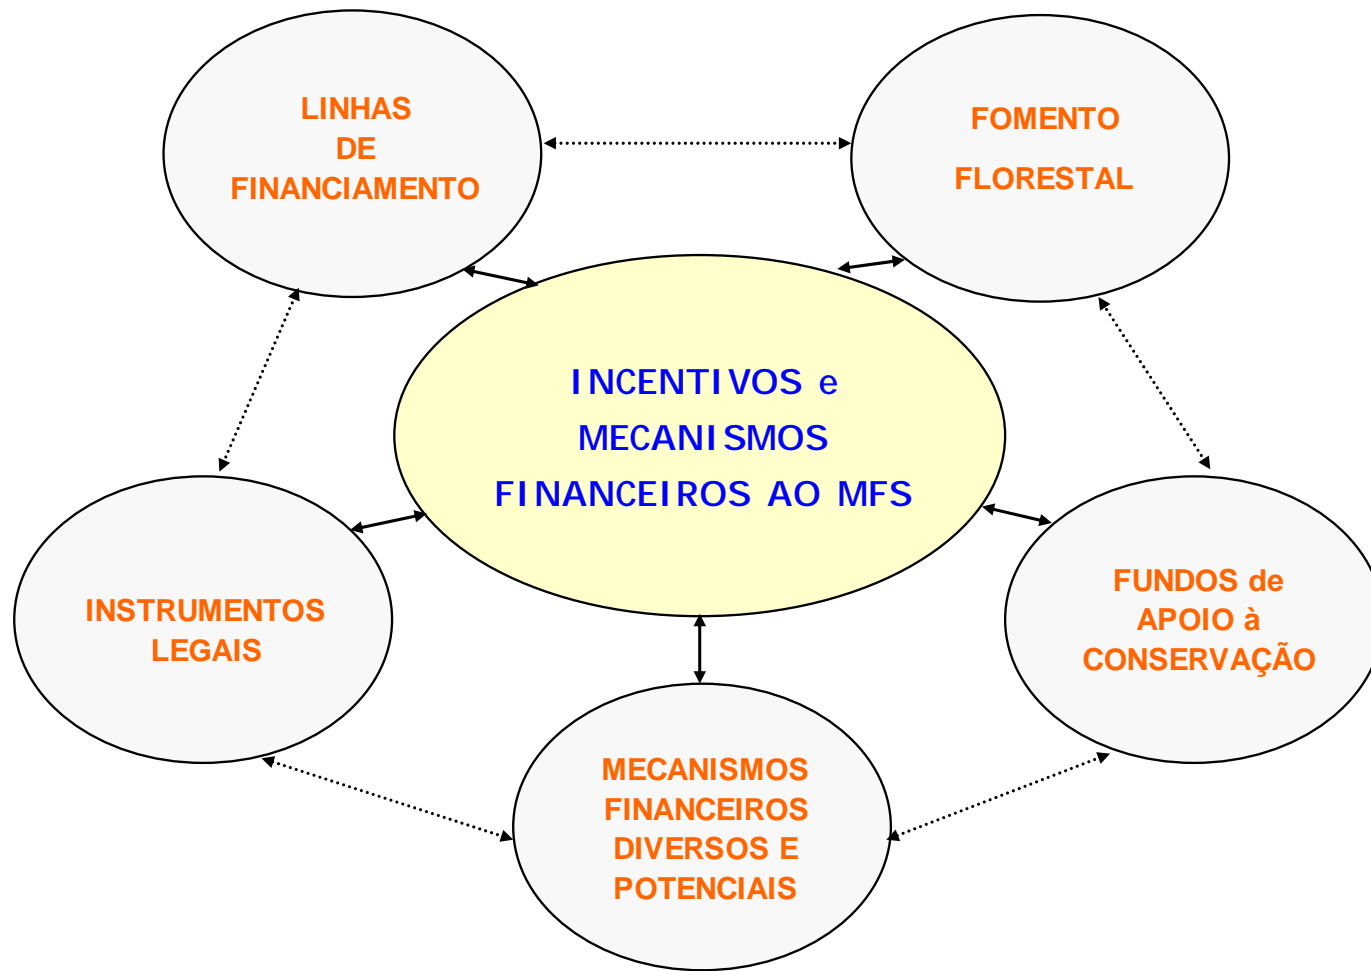 LINHAS
DE
FINANCIAMENTO
FOMENTO
FLORESTAL
INCENTIVOS e
MECANISMOS
FINANCEIROS AO MFS
INSTRUMENTOS
LEGAIS
FUNDOS de
APOIO à
CONSERVAÇÃO
MECANISMOS
FINANCEIROS
DIVERSOS E
POTENCIAIS